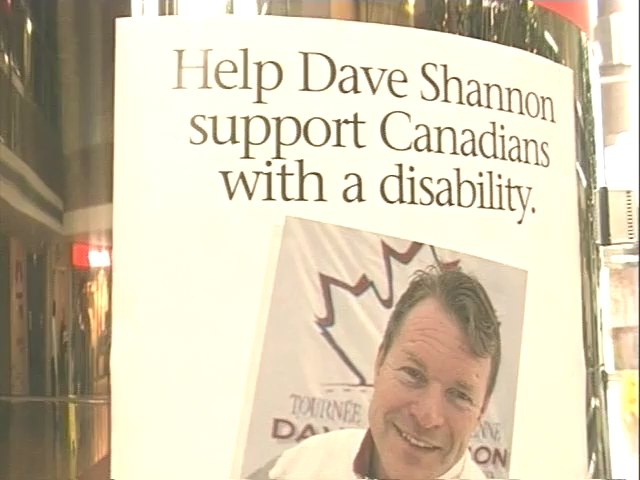 Help Dave Shannon
support Canadians
with a disability.
TOURNÉE